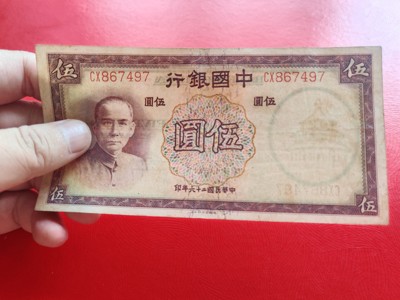 伍 伍
行銀國中
CX867497 CX867497
圓伍 伍圓
圓伍
印年六十二國民華中
伍 伍